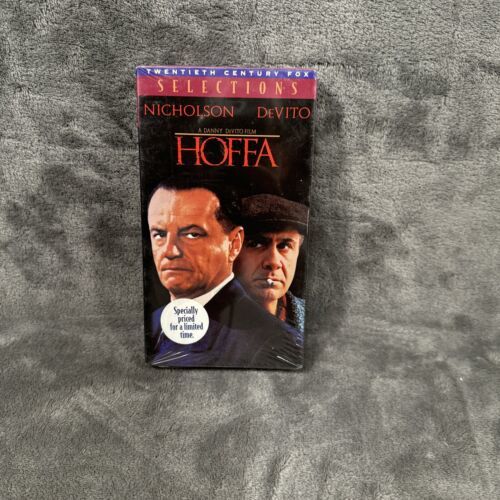 TWENTIETH CENTURY FOX
SELECTIONS
NICHOLSON DEVITO
A DANNY DEVITO FILM
HOFFA
Specially
priced
for a limited
time.